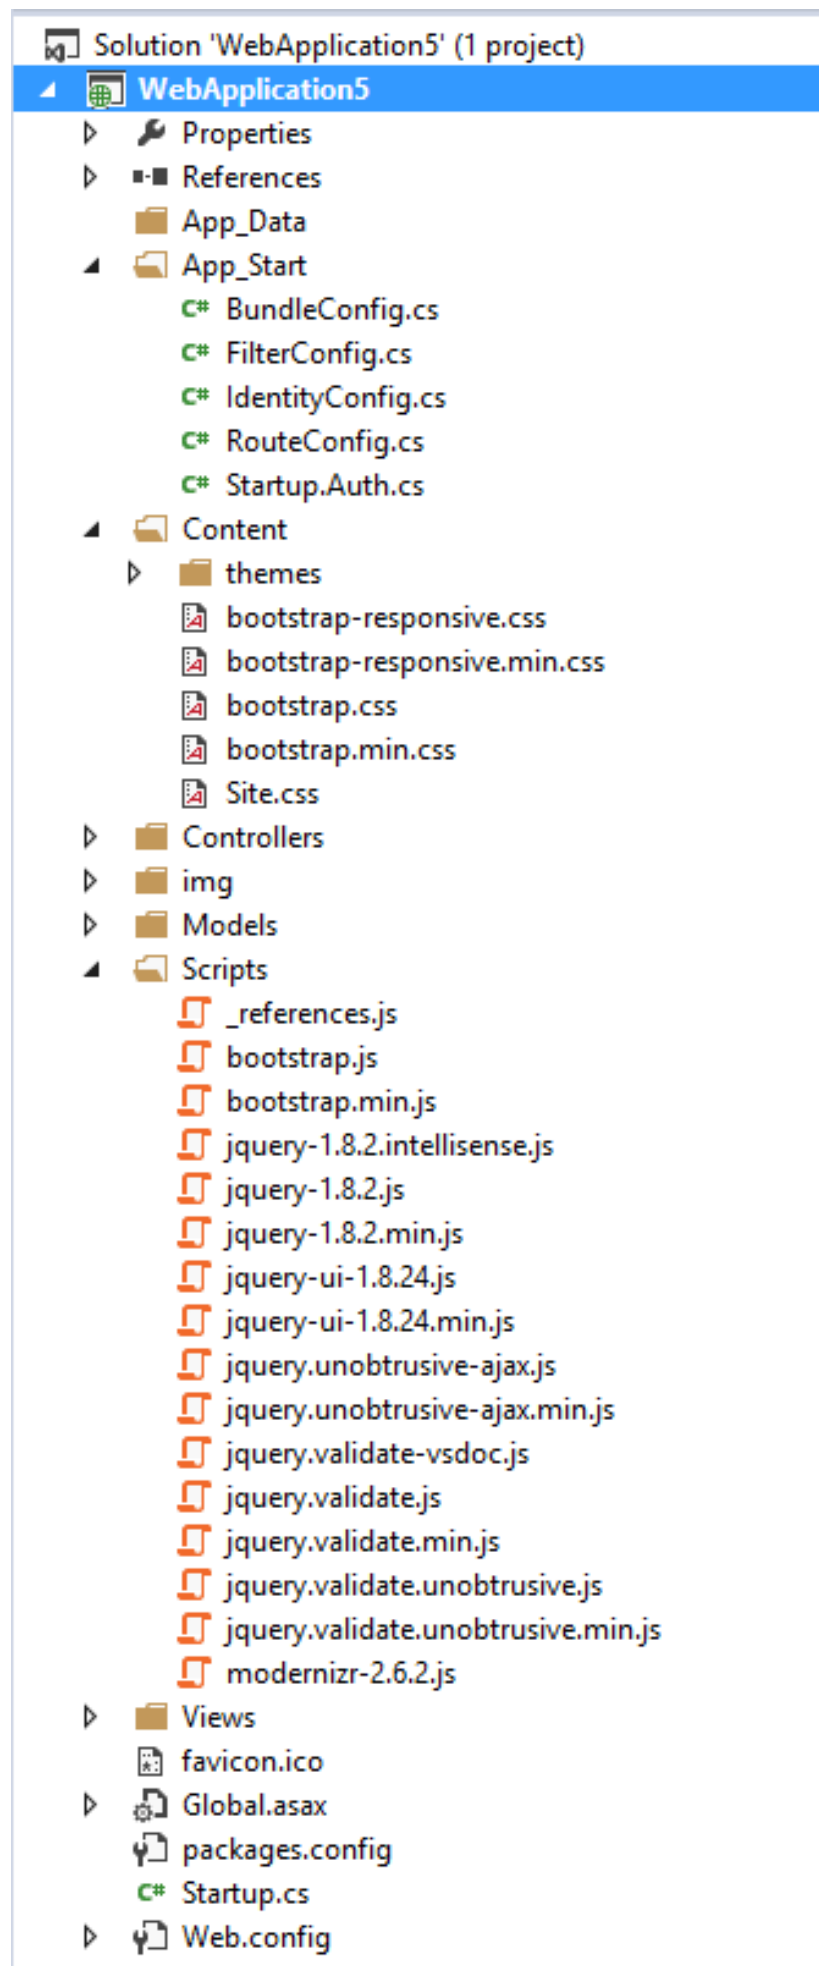 Solution 'WebApplication5' (1 project)
WebApplication5
Properties
References
App_Data
App_Start
C# BundleConfig.cs
C# FilterConfig.cs
C# IdentityConfig.cs
C# RouteConfig.cs
C# Startup.Auth.cs
Content
themes
bootstrap-responsive.css
bootstrap-responsive.min.css
bootstrap.css
bootstrap.min.css
Site.css
Controllers
img
Models
Scripts
_references.js
bootstrap.js
bootstrap.min.js
jquery-1.8.2.intellisense.js
jquery-1.8.2.js
jquery-1.8.2.min.js
jquery-ui-1.8.24.js
jquery-ui-1.8.24.min.js
jquery.unobtrusive-ajax.js
jquery.unobtrusive-ajax.min.js
jquery.validate-vsdoc.js
jquery.validate.js
jquery.validate.min.js
jquery.validate.unobtrusive.js
jquery.validate.unobtrusive.min.js
modernizr-2.6.2.js
Views
favicon.ico
Global.asax
packages.config
C# Startup.cs
Web.config